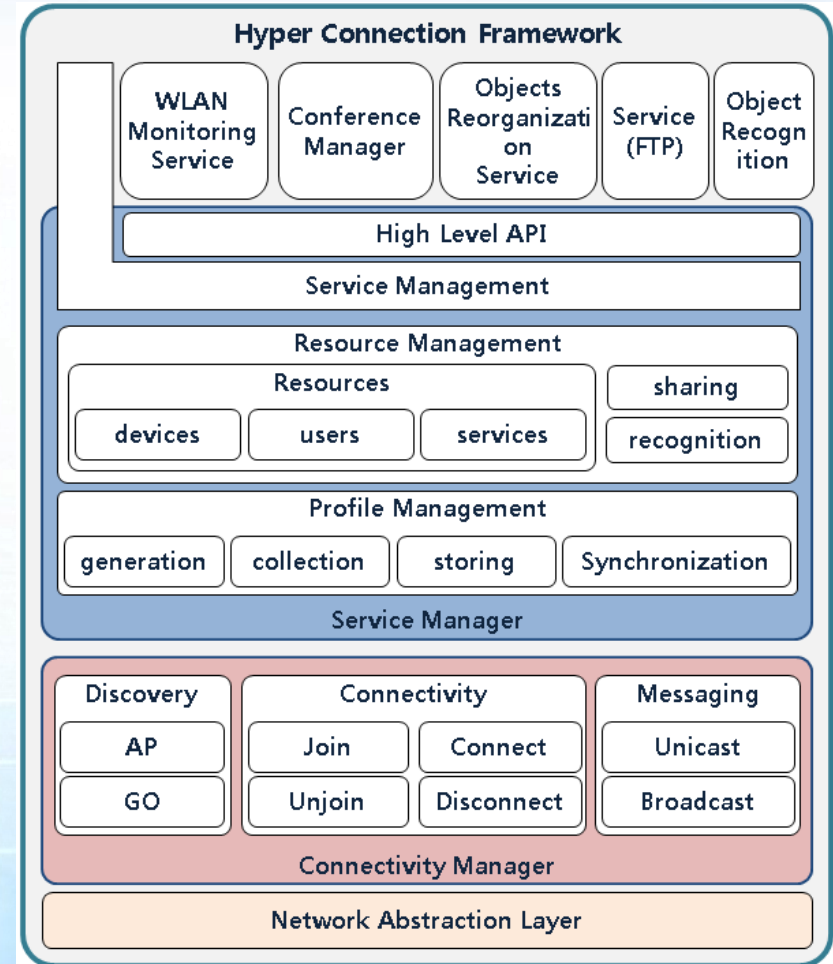 Hyper Connection Framework
WLAN
Monitoring
Service
Conference
Manager
Objects
Reorganizati
on
Service
Service
(FTP)
Object
Recogn
ition
High Level API
Service Management
Resource Management
Resources
devices
users
services
sharing
recognition
Profile Management
generation
collection
storing
Synchronization
Service Manager
Discovery
AP
GO
Connectivity
Join
Connect
Unjoin
Disconnect
Messaging
Unicast
Broadcast
Connectivity Manager
Network Abstraction Layer